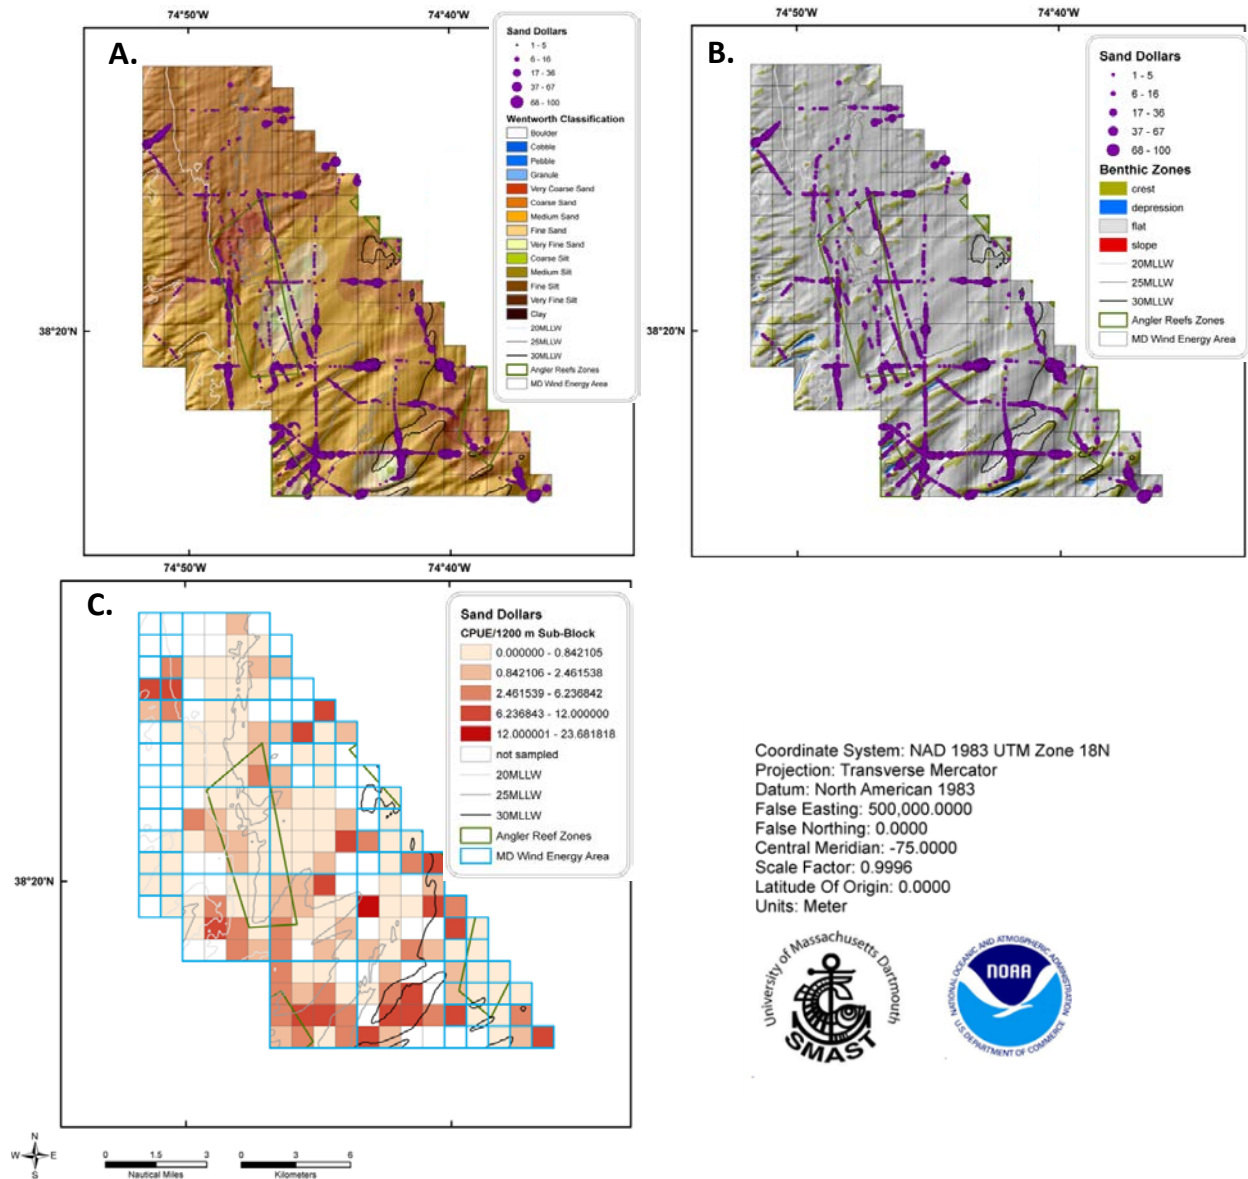 74°50'W
74°40'W
A.
Sand Dollars
1 - 5
6 - 16
17 - 36
37 - 67
68 - 100
Wentworth Classification
Boulder
Cobble
Pebble
Granule
Very Coarse Sand
Coarse Sand
Medium Sand
Fine Sand
Very Fine Sand
Coarse Silt
Medium Silt
Fine Silt
Very Fine Silt
Clay
20MLLW
25MLLW
30MLLW
Angler Reefs Zones
MD Wind Energy Area
38°20'N
74°50'W
74°40'W
B.
Sand Dollars
1 - 5
6 - 16
17 - 36
37 - 67
68 - 100
Benthic Zones
crest
depression
flat
slope
20MLLW
25MLLW
30MLLW
Angler Reefs Zones
MD Wind Energy Area
38°20'N
74°50'W
74°40'W
C.
Sand Dollars
CPUE/1200 m Sub-Block
0.000000 - 0.842105
0.842106 - 2.461538
2.461539 - 6.236842
6.236843 - 12.000000
12.000001 - 23.681818
not sampled
20MLLW
25MLLW
30MLLW
Angler Reef Zones
MD Wind Energy Area
38°20'N
Coordinate System: NAD 1983 UTM Zone 18N
Projection: Transverse Mercator
Datum: North American 1983
False Easting: 500,000.0000
False Northing: 0.0000
Central Meridian: -75.0000
Scale Factor: 0.9996
Latitude Of Origin: 0.0000
Units: Meter
University of Massachusetts Dartmouth
SMAST
NATIONAL OCEANIC AND ATMOSPHERIC ADMINISTRATION
NOAA
U.S. DEPARTMENT OF COMMERCE
N
W E
S
0 1.5 3
Nautical Miles
0 3 6
Kilometers